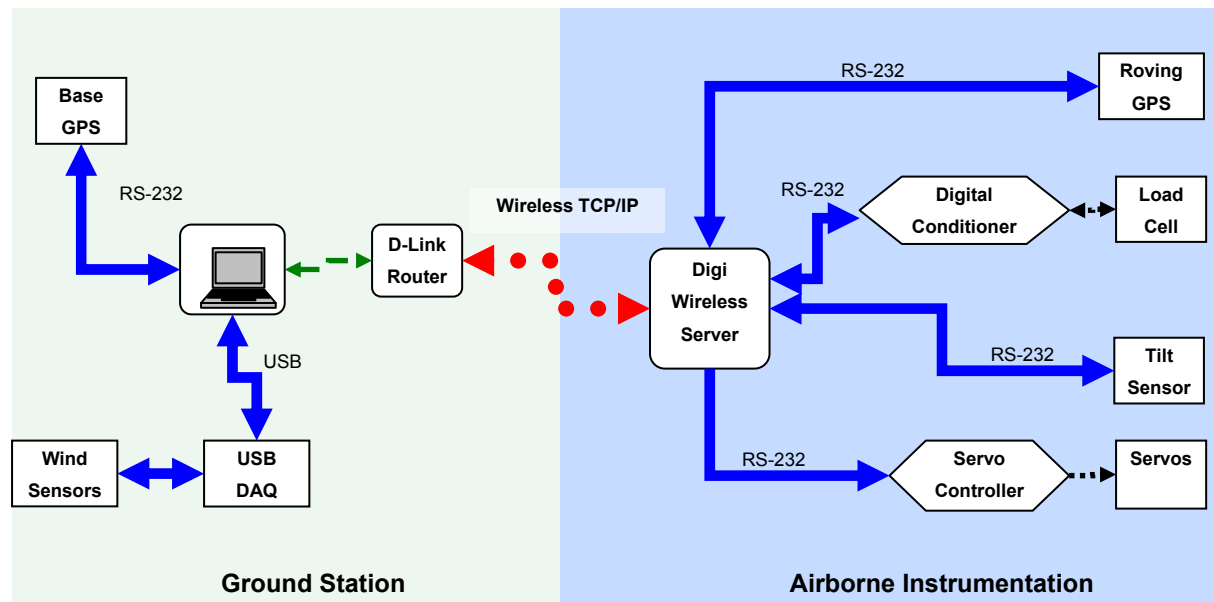 Base
GPS
RS-232
D-Link
Router
USB
Wind
Sensors
USB
DAQ
Ground Station
Wireless TCP/IP
RS-232
Roving
GPS
RS-232
Digital
Conditioner
Load
Cell
Digi
Wireless
Server
RS-232
Tilt
Sensor
RS-232
Servo
Controller
Servos
Airborne Instrumentation